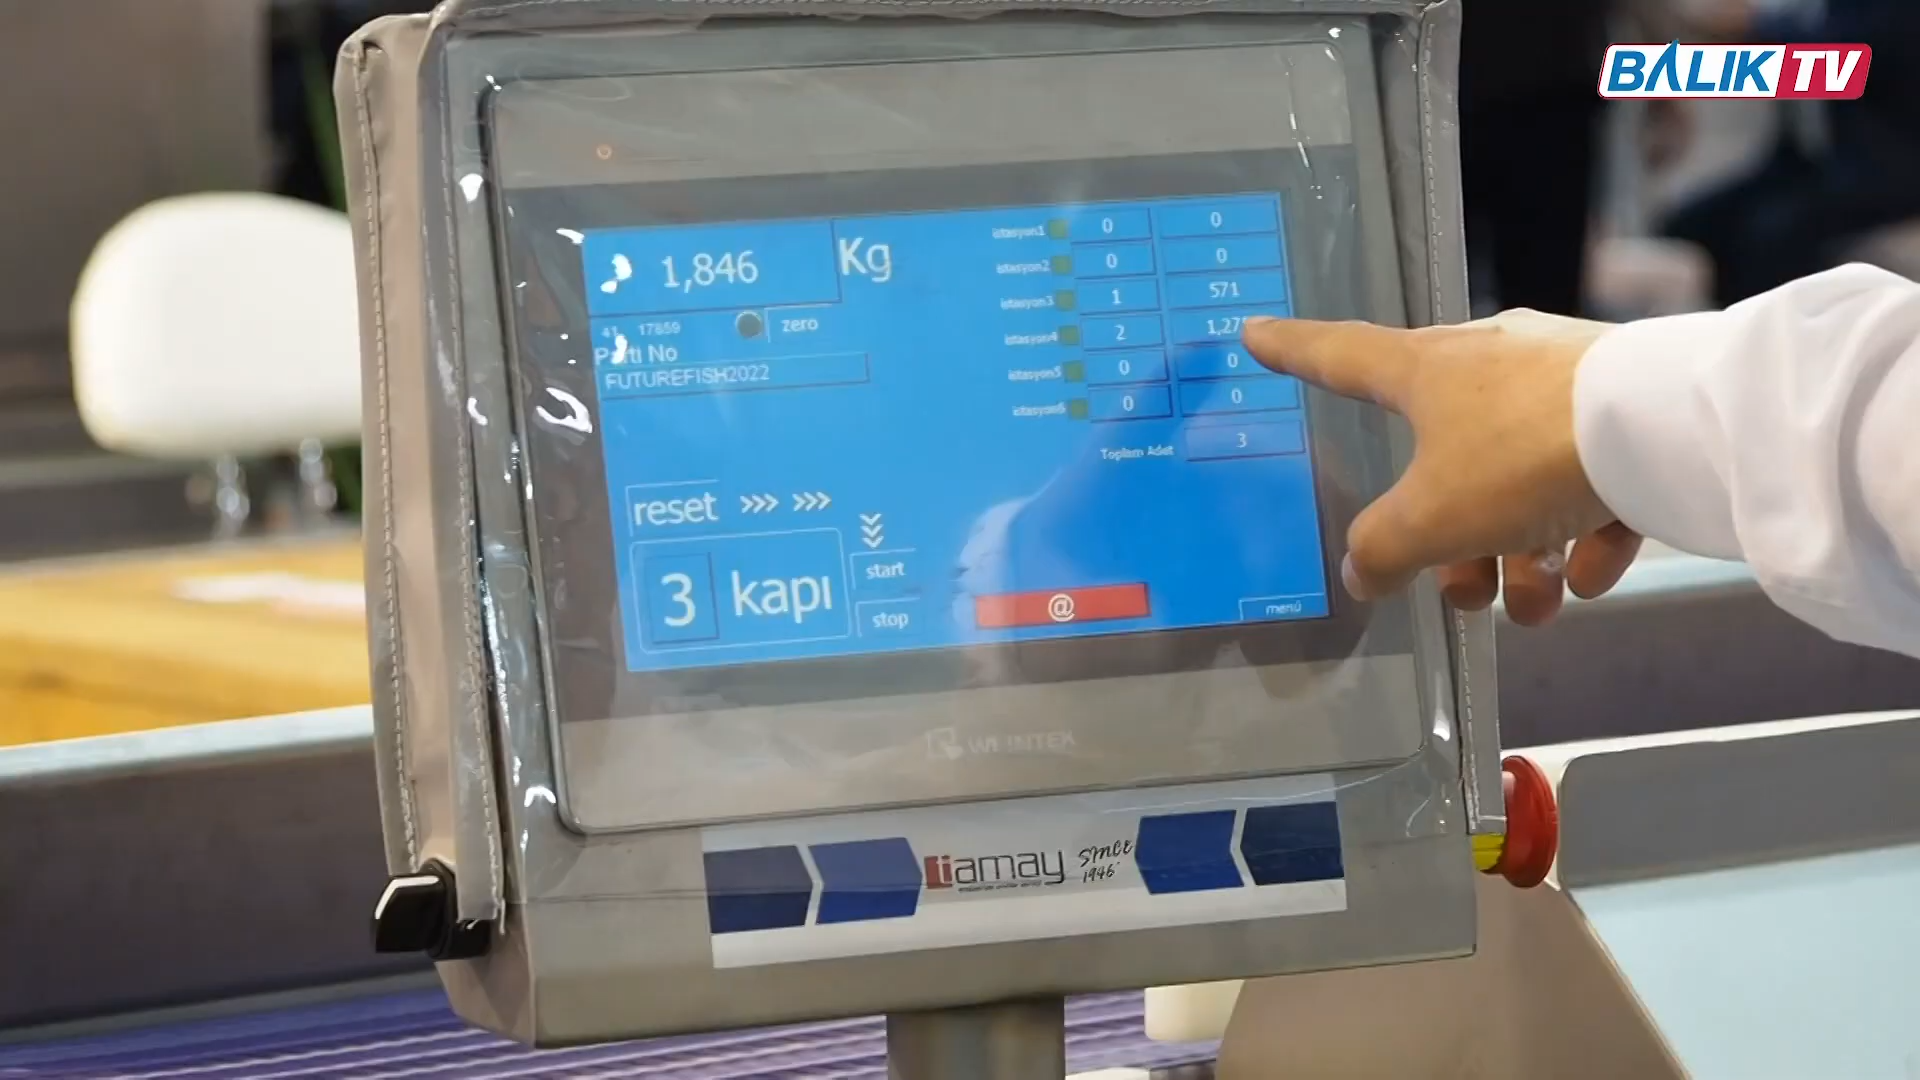 BALIK TV
1,846 Kg
41 17859 zero
Parti No
FUTUREFISH2022
istasyon1 0 0
istasyon2 0 0
istasyon3 1 571
istasyon4 2
istasyon5 0 0
istasyon6 0 0
Toplam Adet 3
reset >>> >>>
3 kapı
start
stop
@
menü
WEINTEK
tiamay SINCE 1946